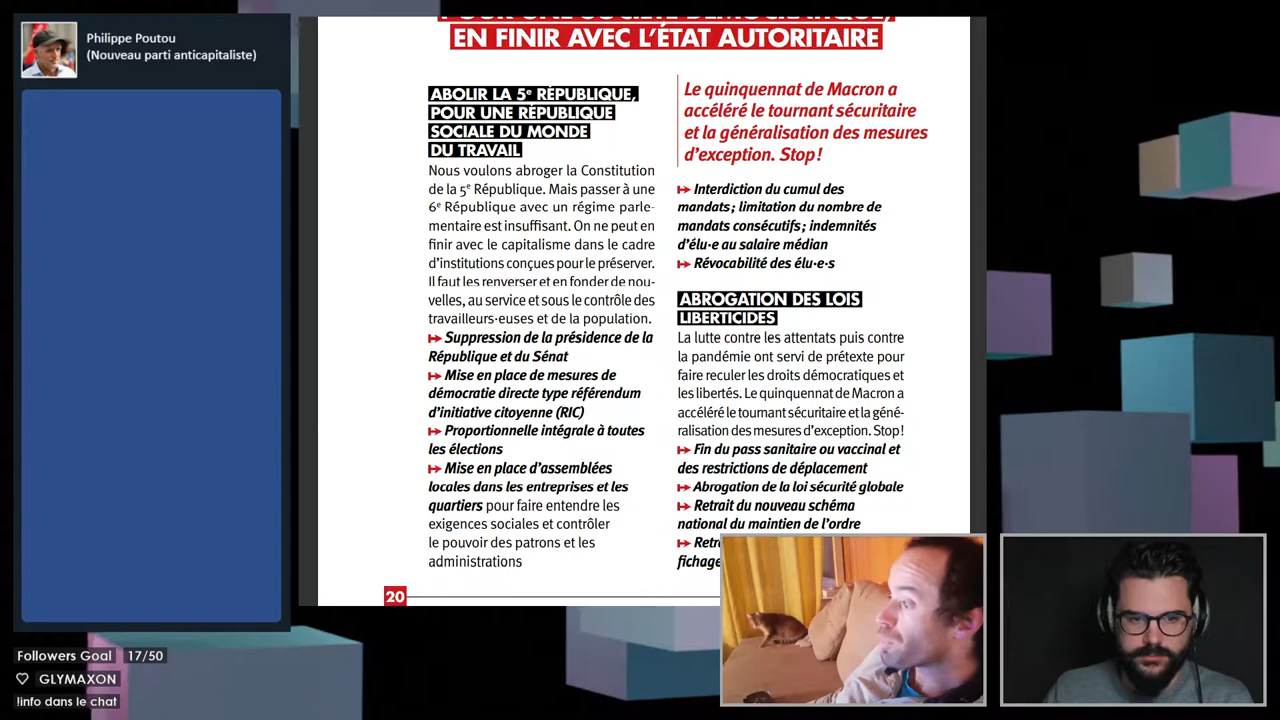 Philippe Poutou
(Nouveau parti anticapitaliste)
POUR UNE SOCIÉTÉ DÉMOCRATIQUE,
EN FINIR AVEC L'ÉTAT AUTORITAIRE
ABOLIR LA 5e RÉPUBLIQUE,
POUR UNE RÉPUBLIQUE
SOCIALE DU MONDE
DU TRAVAIL
Nous voulons abroger la Constitution
de la 5e République. Mais passer à une
6e République avec un régime parle-
mentaire est insuffisant. On ne peut en
finir avec le capitalisme dans le cadre
d'institutions conçues pour le préserver.
Il faut les renverser et en fonder de nou-
velles, au service et sous le contrôle des
travailleurs·euses et de la population.
Suppression de la présidence de la
République et du Sénat
Mise en place de mesures de
démocratie directe type référendum
d'initiative citoyenne (RIC)
Proportionnelle intégrale à toutes
les élections
Mise en place d'assemblées
locales dans les entreprises et les
quartiers pour faire entendre les
exigences sociales et contrôler
le pouvoir des patrons et les
administrations
20
Le quinquennat de Macron a
accéléré le tournant sécuritaire
et la généralisation des mesures
d'exception. Stop !
Interdiction du cumul des
mandats ; limitation du nombre de
mandats consécutifs ; indemnités
d'élu·e au salaire médian
Révocabilité des élu·e·s
ABROGATION DES LOIS
LIBERTICIDES
La lutte contre les attentats puis contre
la pandémie ont servi de prétexte pour
faire reculer les droits démocratiques et
les libertés. Le quinquennat de Macron a
accéléré le tournant sécuritaire et la géné-
ralisation des mesures d'exception. Stop !
Fin du pass sanitaire ou vaccinal et
des restrictions de déplacement
Abrogation de la loi sécurité globale
Retrait du nouveau schéma
national du maintien de l'ordre
Retr
fichage
Followers Goal 17/50
GLYMAXON
!info dans le chat